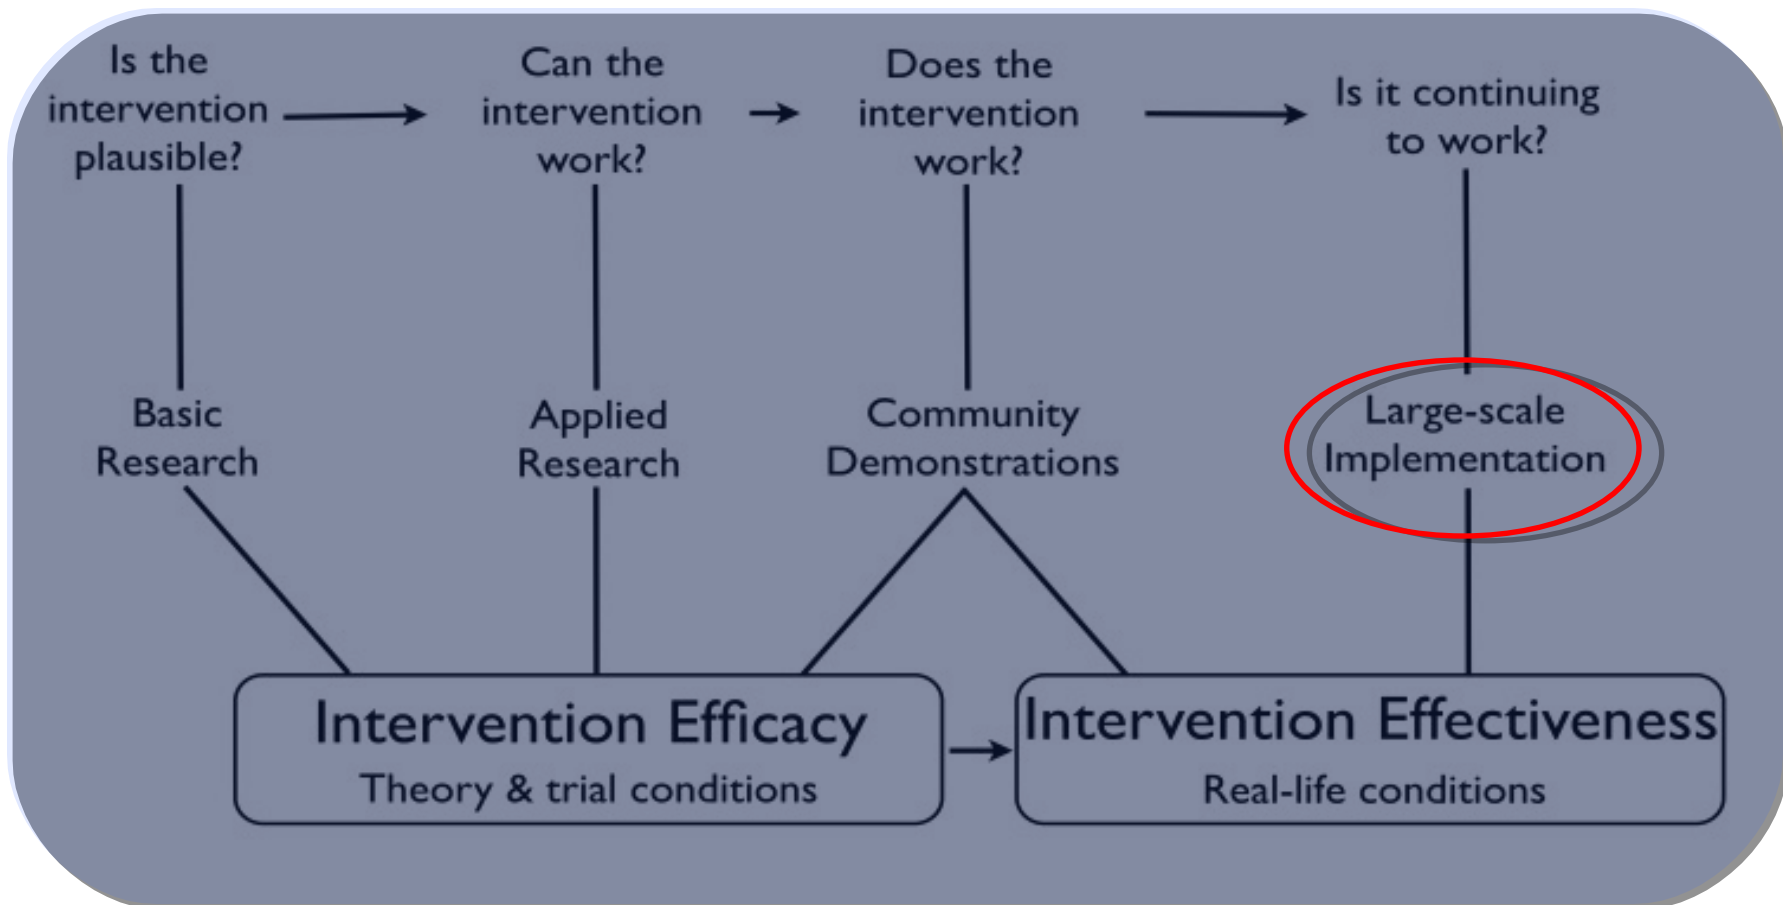 Is the
intervention
plausible?
Can the
intervention
work?
Does the
intervention
work?
Is it continuing
to work?
Basic
Research
Applied
Research
Community
Demonstrations
Large-scale
Implementation
Intervention Efficacy
Theory & trial conditions
Intervention Effectiveness
Real-life conditions